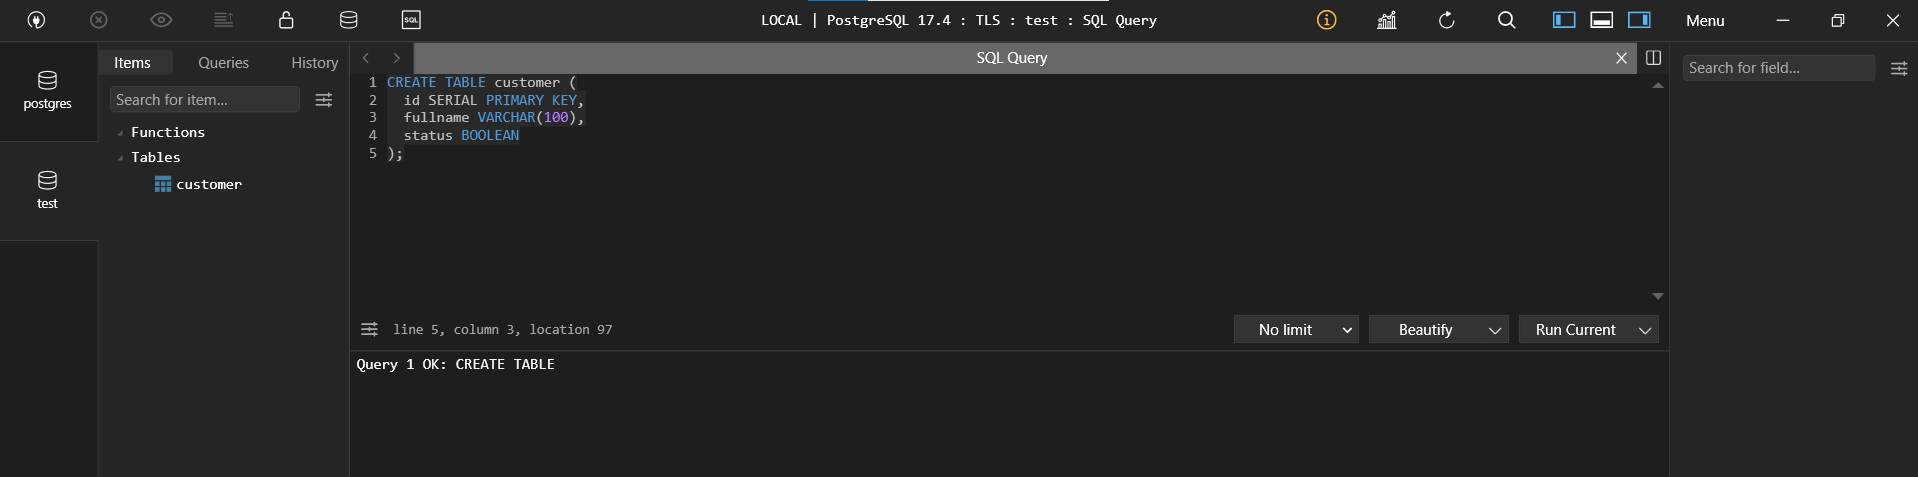 SQL
LOCAL | PostgreSQL 17.4 : TLS : test : SQL Query
Menu
postgres
test
Items Queries History
Search for item...
Functions
Tables
customer
SQL Query
1 CREATE TABLE customer (
2   id SERIAL PRIMARY KEY,
3   fullname VARCHAR(100),
4   status BOOLEAN
5 );
line 5, column 3, location 97
No limit Beautify Run Current
Query 1 OK: CREATE TABLE
Search for field...